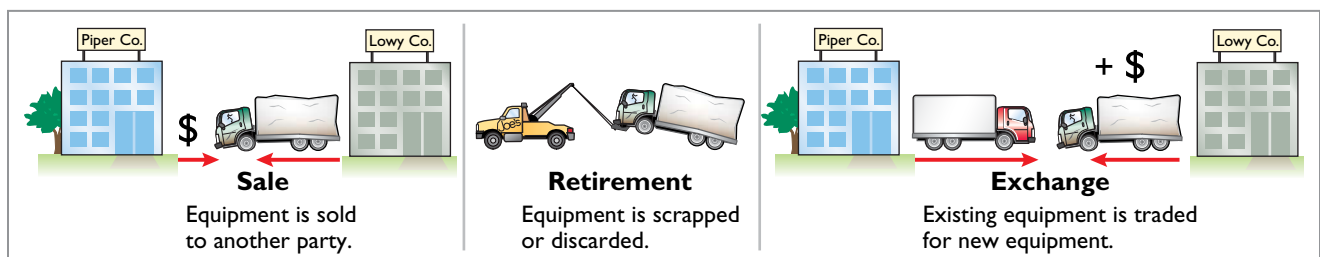 Piper Co.
Lowy Co.
$
Sale
Equipment is sold
to another party.
Joe's
Retirement
Equipment is scrapped
or discarded.
Piper Co.
Lowy Co.
+ $
Exchange
Existing equipment is traded
for new equipment.